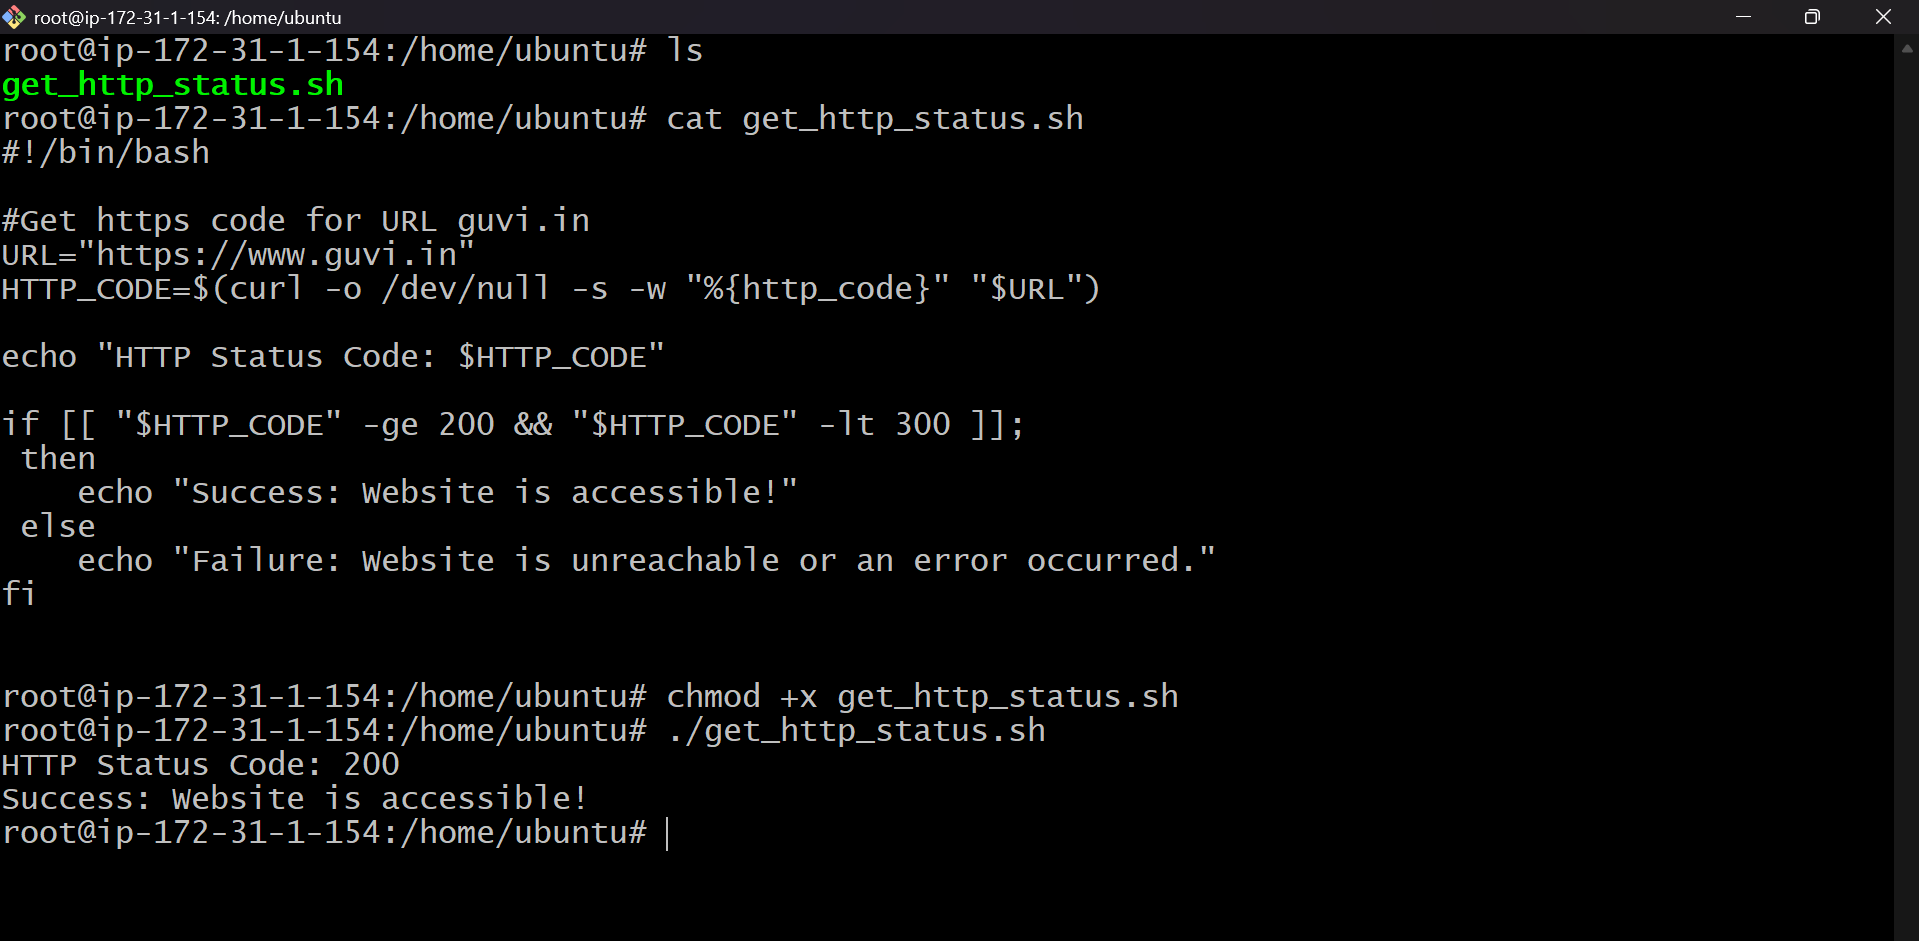 root@ip-172-31-1-154: /home/ubuntu
root@ip-172-31-1-154:/home/ubuntu# ls
get_http_status.sh
root@ip-172-31-1-154:/home/ubuntu# cat get_http_status.sh
#!/bin/bash
#Get https code for URL guvi.in
URL="https://www.guvi.in"
HTTP_CODE=$(curl -o /dev/null -s -w "%{http_code}" "$URL")
echo "HTTP Status Code: $HTTP_CODE"
if [[ "$HTTP_CODE" -ge 200 && "$HTTP_CODE" -lt 300 ]];
 then
    echo "Success: Website is accessible!"
 else
    echo "Failure: Website is unreachable or an error occurred."
fi
root@ip-172-31-1-154:/home/ubuntu# chmod +x get_http_status.sh
root@ip-172-31-1-154:/home/ubuntu# ./get_http_status.sh
HTTP Status Code: 200
Success: Website is accessible!
root@ip-172-31-1-154:/home/ubuntu#